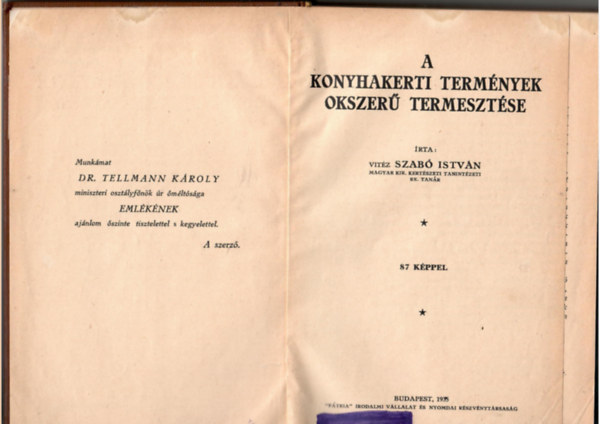 Munkámat
DR. TELLMANN KÁROLY
miniszteri osztályfőnök úr őméltósága
EMLÉKÉNEK
ajánlom őszinte tisztelettel s kegyelettel.
A szerző.
A
KONYHAKERTI TERMÉNYEK
OKSZERŰ TERMESZTÉSE
ÍRTA:
VITÉZ SZABÓ ISTVÁN
MAGYAR KIR. KERTÉSZETI TANINTÉZETI
RK. TANÁR
★
87 KÉPPEL
★
BUDAPEST, 1935
"PÁTRIA" IRODALMI VÁLLALAT ÉS NYOMDAI RÉSZVÉNYTÁRSASÁG